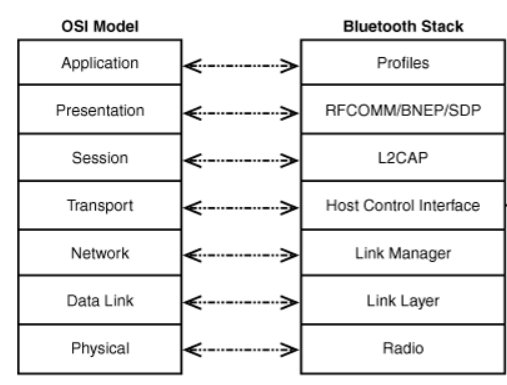 OSI Model
Bluetooth Stack
Application
Profiles
Presentation
RFCOMM/BNEP/SDP
Session
L2CAP
Transport
Host Control Interface
Network
Link Manager
Data Link
Link Layer
Physical
Radio